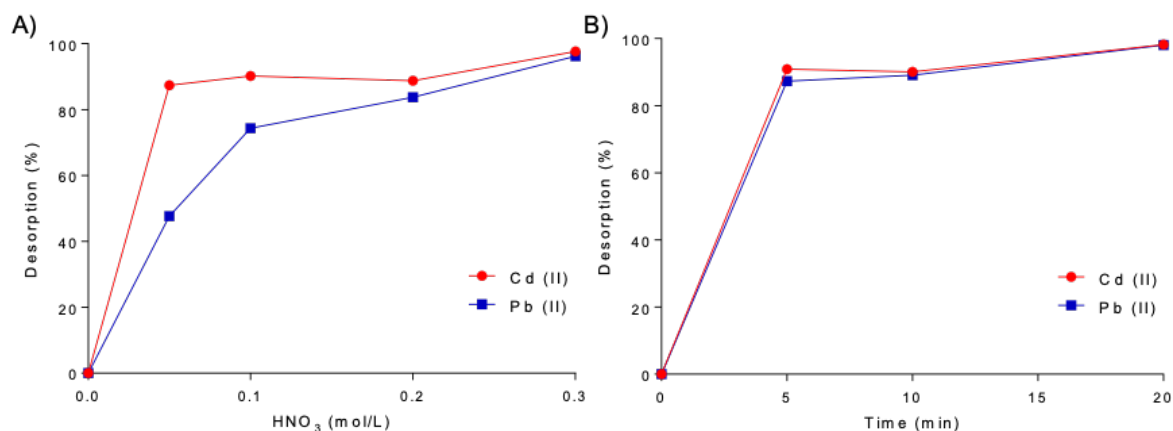 A)
Desorption (%)
100
80
60
40
20
0
Cd (II)
Pb (II)
0.0 0.1 0.2 0.3
HNO₃ (mol/L)
B)
Desorption (%)
100
80
60
40
20
0
Cd (II)
Pb (II)
0 5 10 15 20
Time (min)